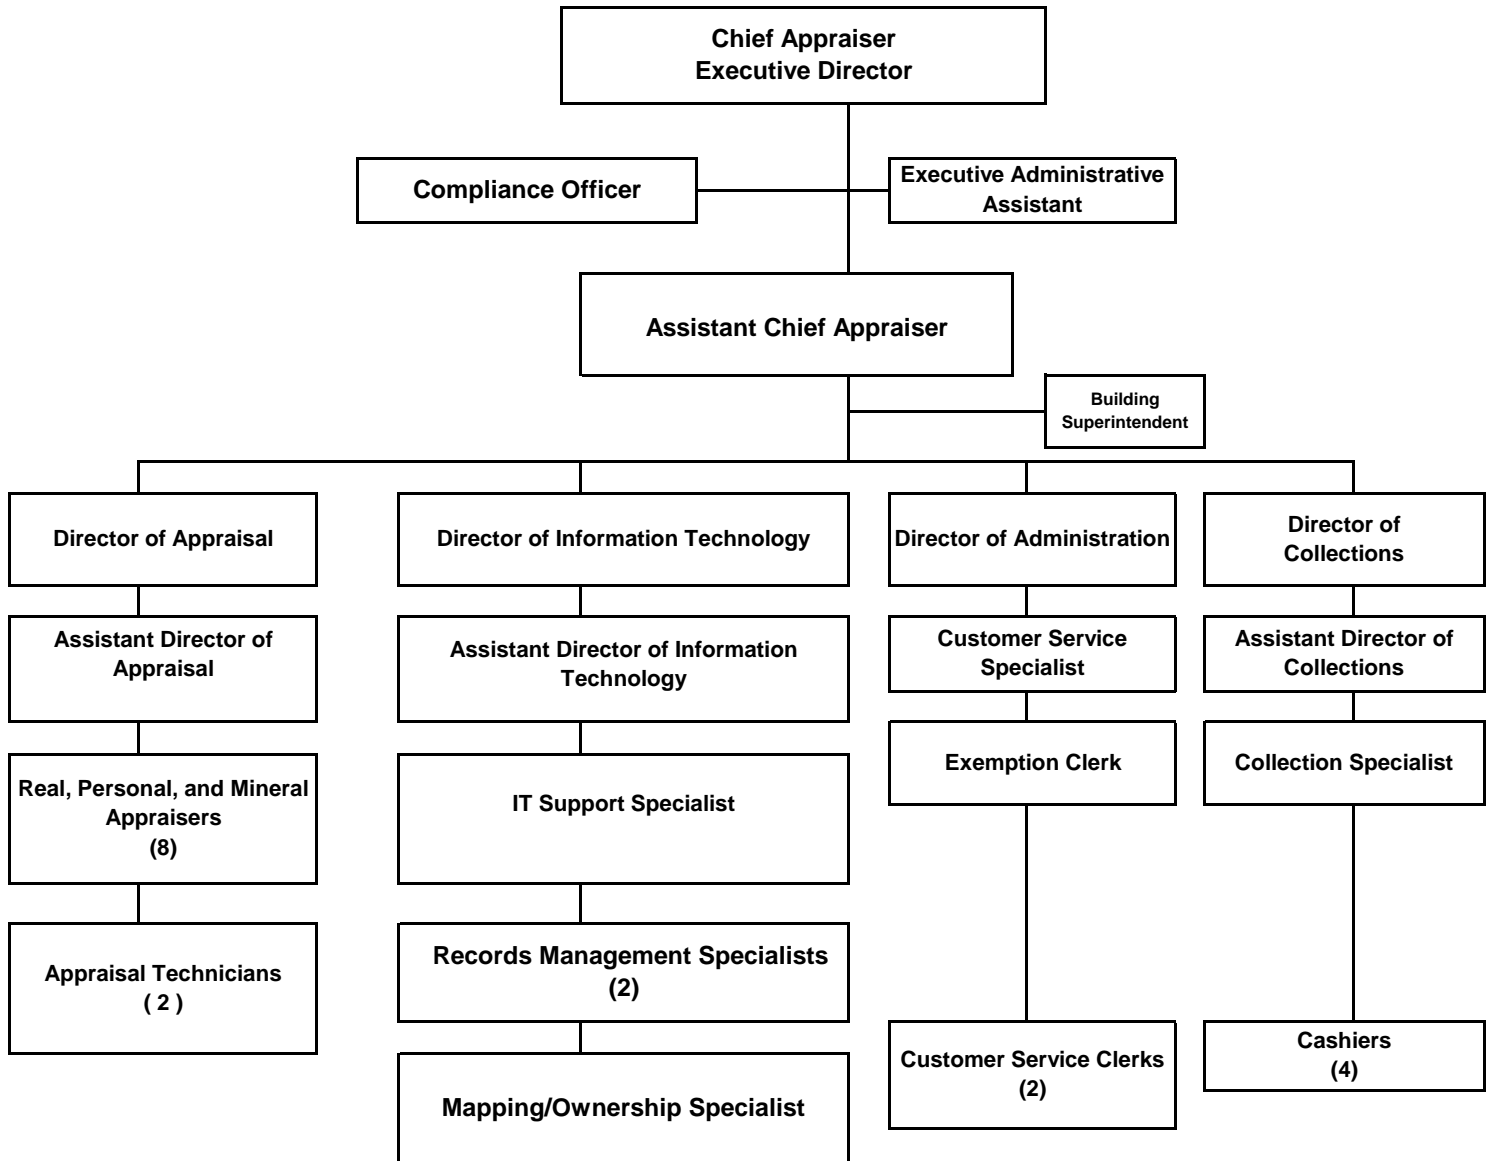 Chief Appraiser
Executive Director
Compliance Officer
Executive Administrative
Assistant
Assistant Chief Appraiser
Building
Superintendent
Director of Appraisal
Director of Information Technology
Director of Administration
Director of
Collections
Assistant Director of
Appraisal
Assistant Director of Information
Technology
Customer Service
Specialist
Assistant Director of
Collections
Real, Personal, and Mineral
Appraisers
(8)
IT Support Specialist
Exemption Clerk
Collection Specialist
Appraisal Technicians
( 2 )
Records Management Specialists
(2)
Customer Service Clerks
(2)
Cashiers
(4)
Mapping/Ownership Specialist